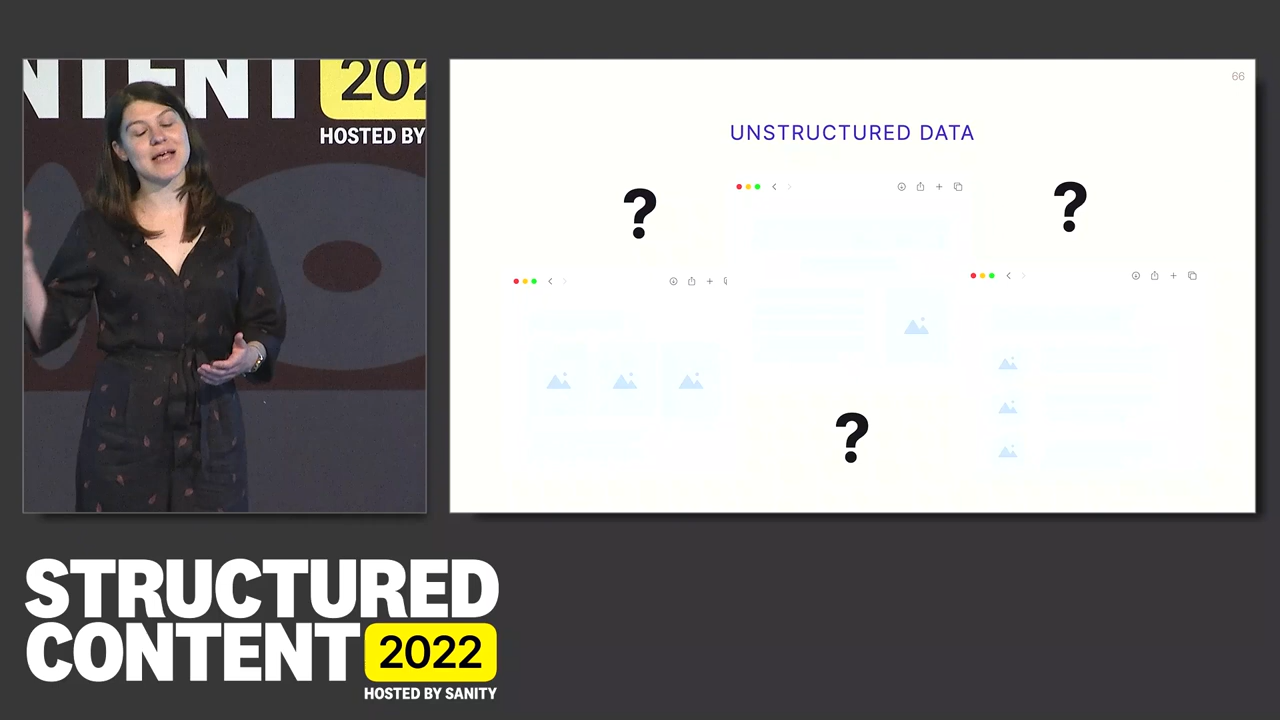 NTENT 202
HOSTED BY
66
UNSTRUCTURED DATA
?
?
?
STRUCTURED
CONTENT 2022
HOSTED BY SANITY